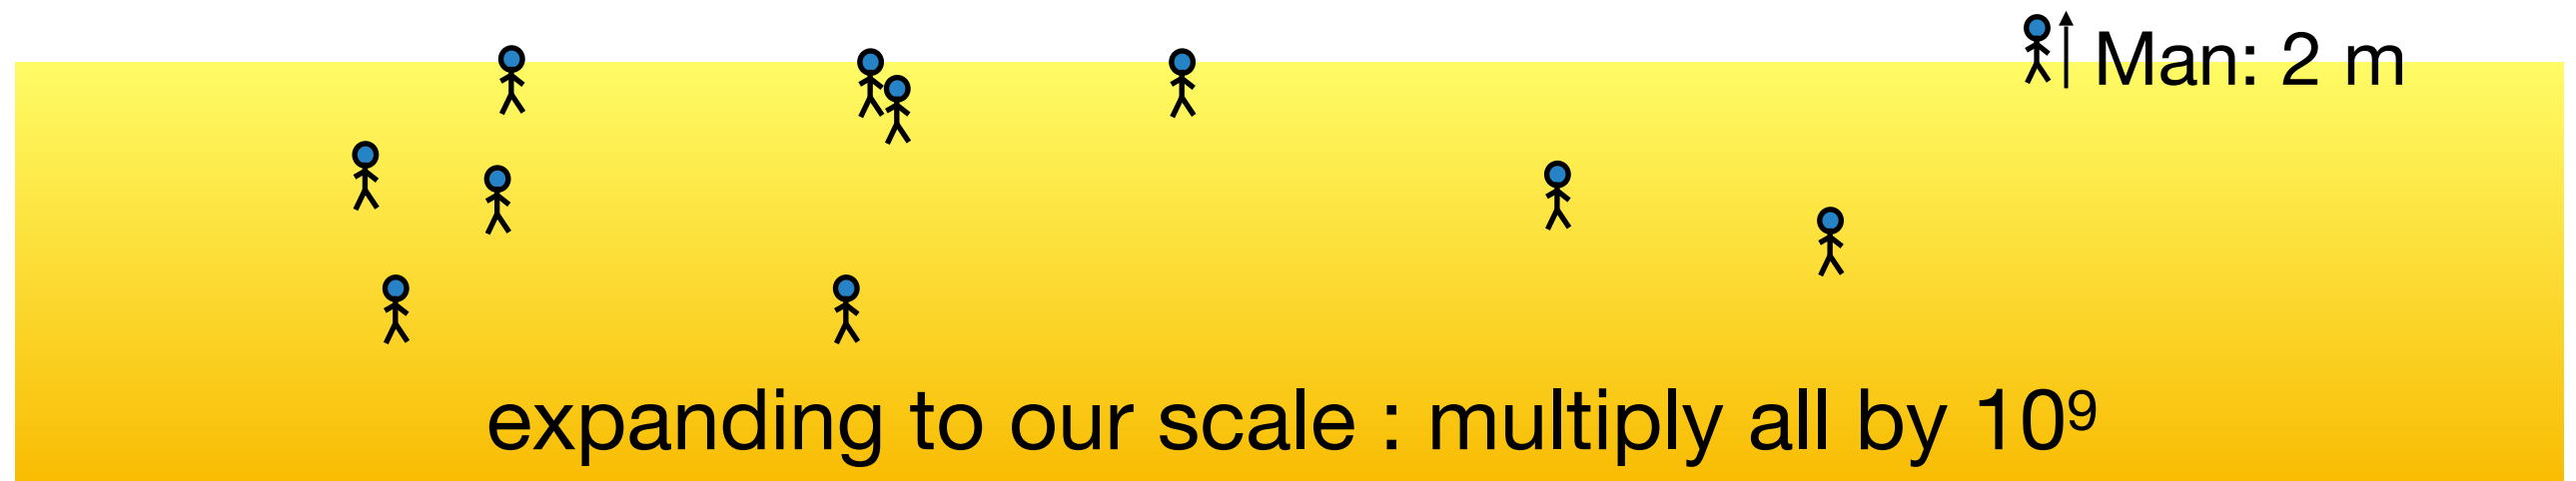 Man: 2 m
expanding to our scale : multiply all by 10⁹